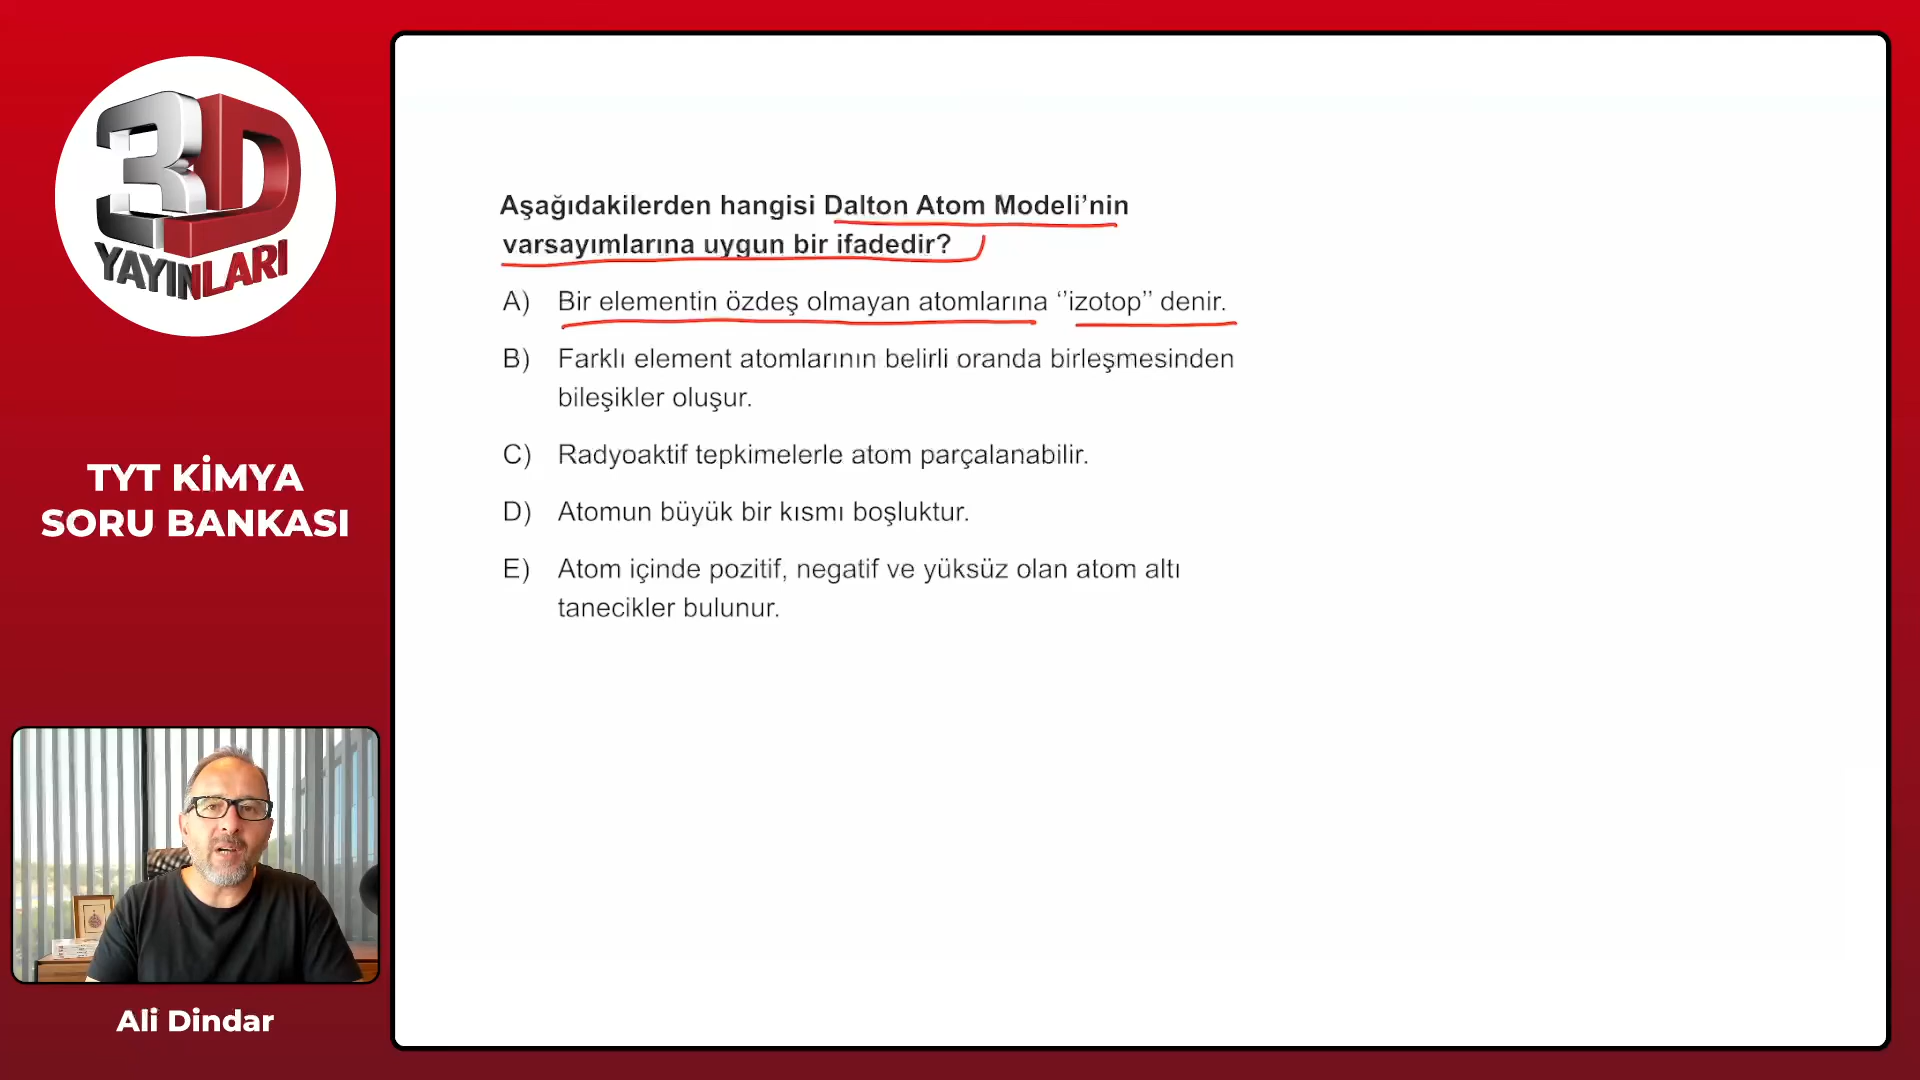 3D
YAYINLARI
TYT KİMYA
SORU BANKASI
Ali Dindar
Aşağıdakilerden hangisi Dalton Atom Modeli’nin
varsayımlarına uygun bir ifadedir?
A) Bir elementin özdeş olmayan atomlarına ‘’izotop’’ denir.
B) Farklı element atomlarının belirli oranda birleşmesinden
bileşikler oluşur.
C) Radyoaktif tepkimelerle atom parçalanabilir.
D) Atomun büyük bir kısmı boşluktur.
E) Atom içinde pozitif, negatif ve yüksüz olan atom altı
tanecikler bulunur.